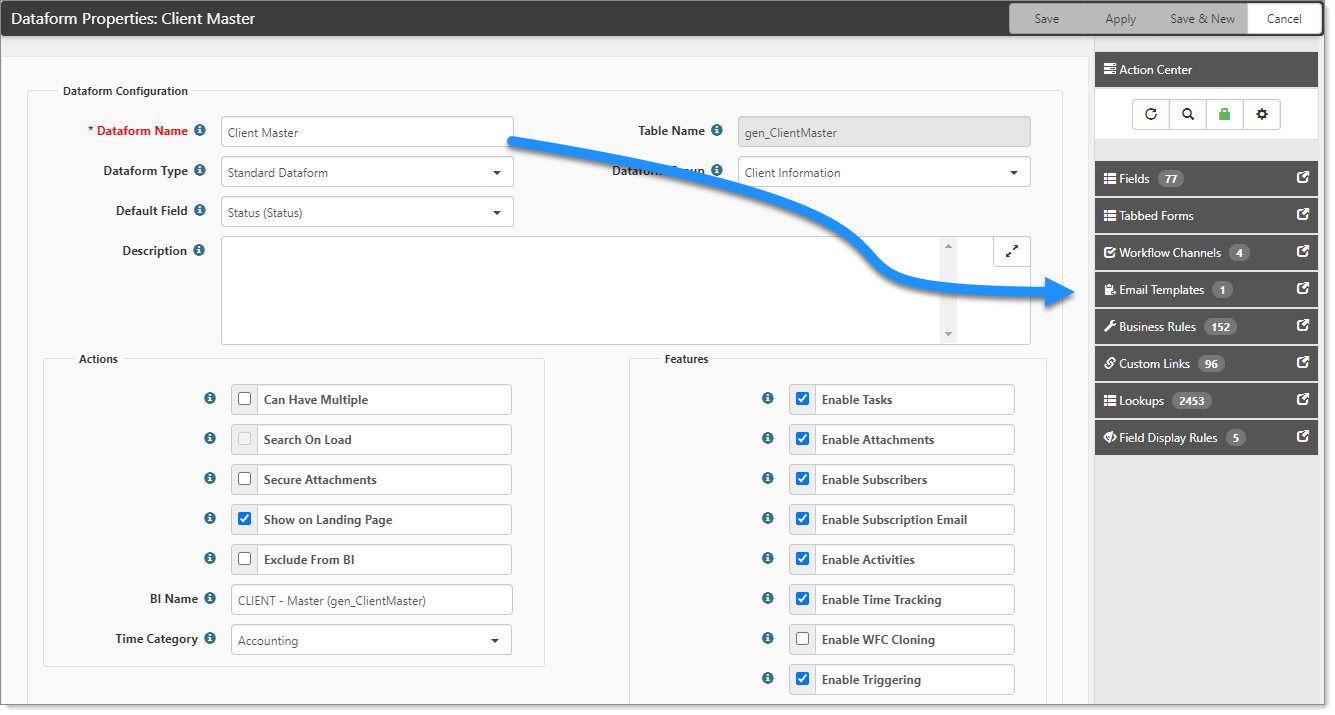 Dataform Properties: Client Master
Save Apply Save & New Cancel
Dataform Configuration
* Dataform Name Client Master
Table Name gen_ClientMaster
Dataform Type Standard Dataform
Client Information
Default Field Status (Status)
Description
Actions
Can Have Multiple
Search On Load
Secure Attachments
Show on Landing Page
Exclude From BI
BI Name CLIENT - Master (gen_ClientMaster)
Time Category Accounting
Features
Enable Tasks
Enable Attachments
Enable Subscribers
Enable Subscription Email
Enable Activities
Enable Time Tracking
Enable WFC Cloning
Enable Triggering
Action Center
Fields 77
Tabbed Forms
Workflow Channels 4
Email Templates 1
Business Rules 152
Custom Links 96
Lookups 2453
Field Display Rules 5